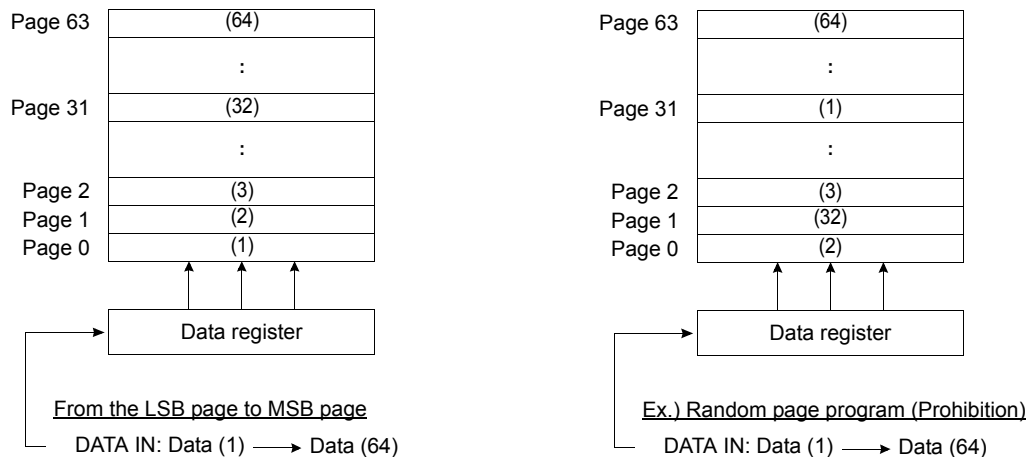 Page 63 (64)
:
Page 31 (32)
:
Page 2 (3)
Page 1 (2)
Page 0 (1)
Data register
From the LSB page to MSB page
DATA IN: Data (1) Data (64)
Page 63 (64)
:
Page 31 (1)
:
Page 2 (3)
Page 1 (32)
Page 0 (2)
Data register
Ex.) Random page program (Prohibition)
DATA IN: Data (1) Data (64)